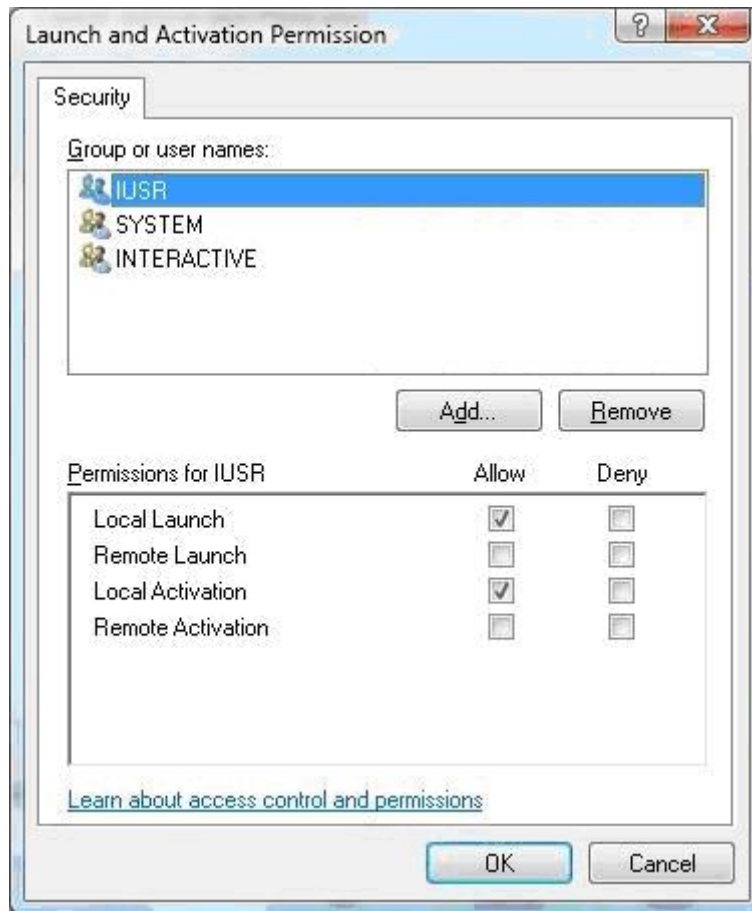 Launch and Activation Permission
Security
Group or user names:
IUSR
SYSTEM
INTERACTIVE
Add... Remove
Permissions for IUSR Allow Deny
Local Launch
Remote Launch
Local Activation
Remote Activation
Learn about access control and permissions
OK Cancel